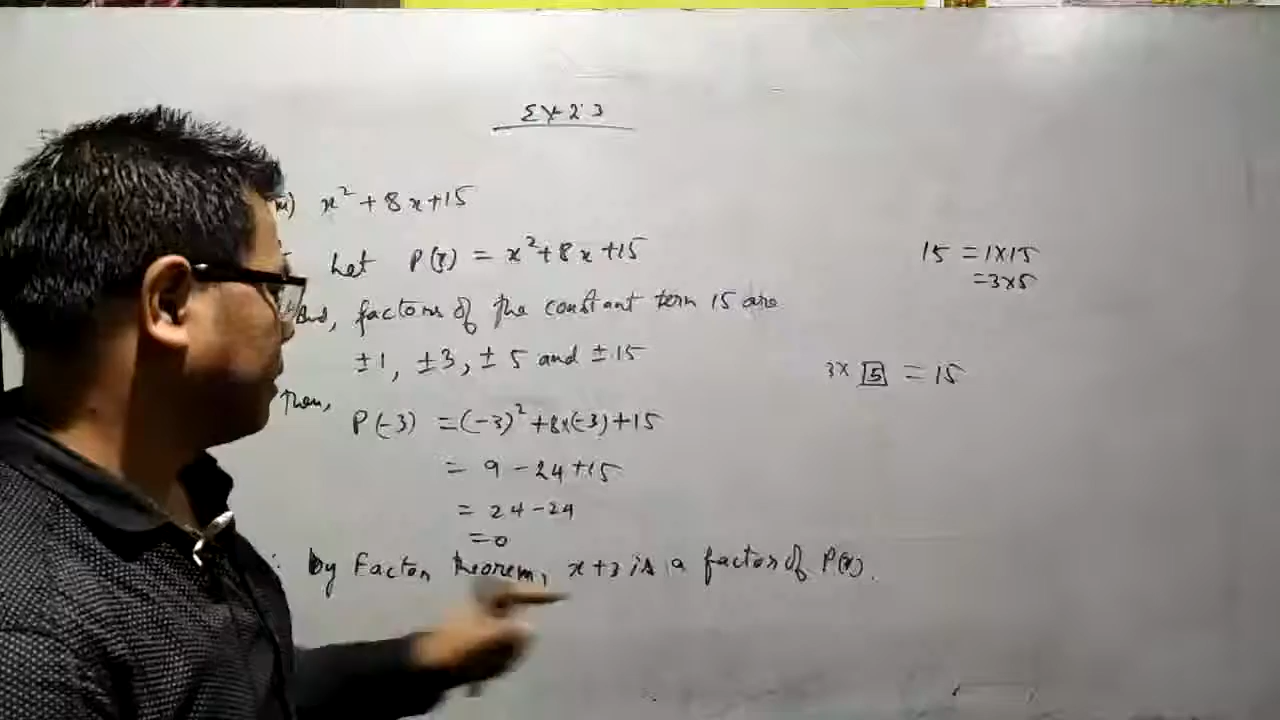 Ex-2.3
x²+8x+15
Let P(x) = x²+8x+15
And, factors of the constant term 15 are
±1, ±3, ±5 and ±15
Then,
P(-3) =(-3)²+8×(-3)+15
= 9-24+15
= 24-24
=0
∴ by Factor theorem, x+3 is a factor of P(x).
15 =1×15
=3×5
3× 5 =15